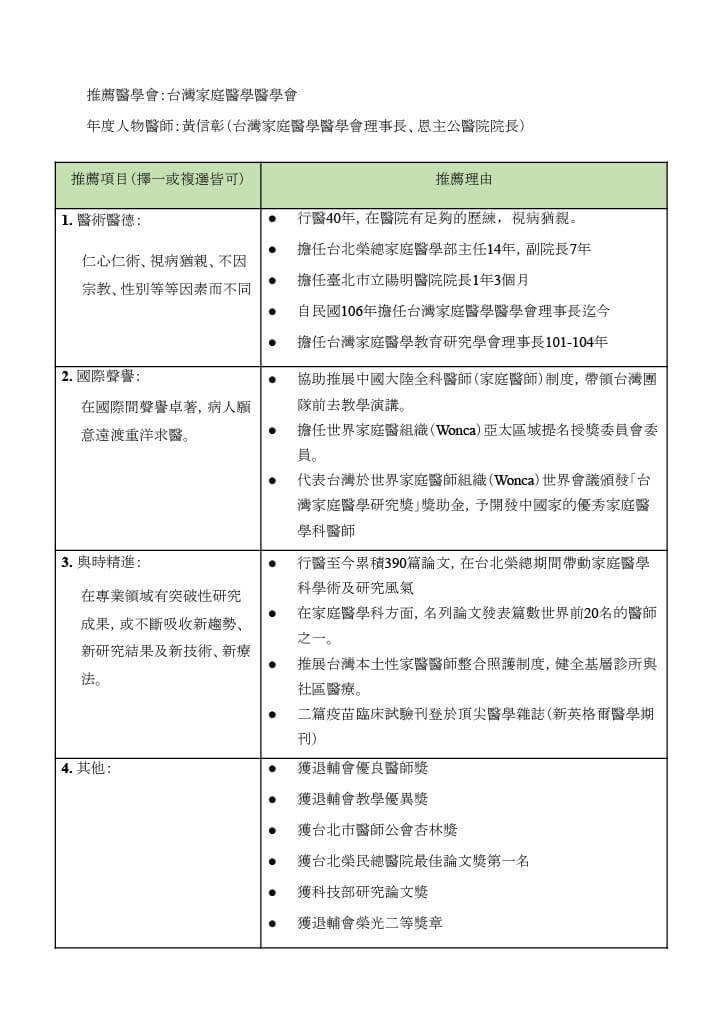 推薦醫學會：台灣家庭醫學醫學會
年度人物醫師：黃信彰（台灣家庭醫學醫學會理事長、恩主公醫院院長）
推薦項目（擇一或複選皆可）
推薦理由
1. 醫術醫德：
仁心仁術、視病猶親、不因
宗教、性別等等因素而不同
● 行醫40年，在醫院有足夠的歷練，視病猶親。
● 擔任台北榮總家庭醫學部主任14年，副院長7年
● 擔任臺北市立陽明醫院院長1年3個月
● 自民國106年擔任台灣家庭醫學醫學會理事長迄今
● 擔任台灣家庭醫學教育研究學會理事長101-104年
2. 國際聲譽：
在國際間聲譽卓著，病人願
意遠渡重洋求醫。
● 協助推展中國大陸全科醫師（家庭醫師）制度，帶領台灣團
隊前去教學演講。
● 擔任世界家庭醫組織（Wonca）亞太區域提名授獎委員會委
員。
● 代表台灣於世界家庭醫師組織（Wonca）世界會議頒發「台
灣家庭醫學研究獎」獎助金，予開發中國家的優秀家庭醫
學科醫師
3. 與時精進：
在專業領域有突破性研究
成果，或不斷吸收新趨勢、
新研究結果及新技術、新療
法。
● 行醫至今累積390篇論文，在台北榮總期間帶動家庭醫學
科學術及研究風氣
● 在家庭醫學科方面，名列論文發表篇數世界前20名的醫師
之一。
● 推展台灣本土性家醫醫師整合照護制度，健全基層診所與
社區醫療。
● 二篇疫苗臨床試驗刊登於頂尖醫學雜誌（新英格爾醫學期
刊）
4. 其他：
● 獲退輔會優良醫師獎
● 獲退輔會教學優異獎
● 獲台北市醫師公會杏林獎
● 獲台北榮民總醫院最佳論文獎第一名
● 獲科技部研究論文獎
● 獲退輔會榮光二等獎章